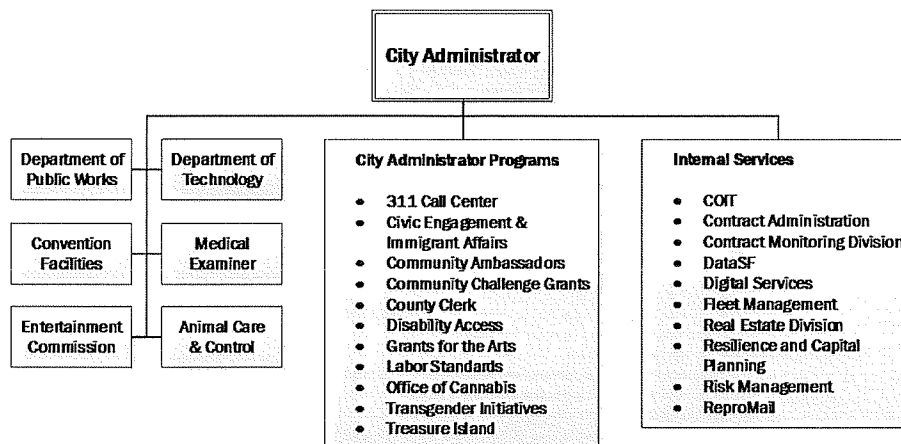 City Administrator
Department of
Public Works
Department of
Technology
Convention
Facilities
Medical
Examiner
Entertainment
Commission
Animal Care
& Control
City Administrator Programs
• 311 Call Center
• Civic Engagement &
Immigrant Affairs
• Community Ambassadors
• Community Challenge Grants
• County Clerk
• Disability Access
• Grants for the Arts
• Labor Standards
• Office of Cannabis
• Transgender Initiatives
• Treasure Island
Internal Services
• COIT
• Contract Administration
• Contract Monitoring Division
• DataSF
• Digital Services
• Fleet Management
• Real Estate Division
• Resilience and Capital
Planning
• Risk Management
• ReproMail